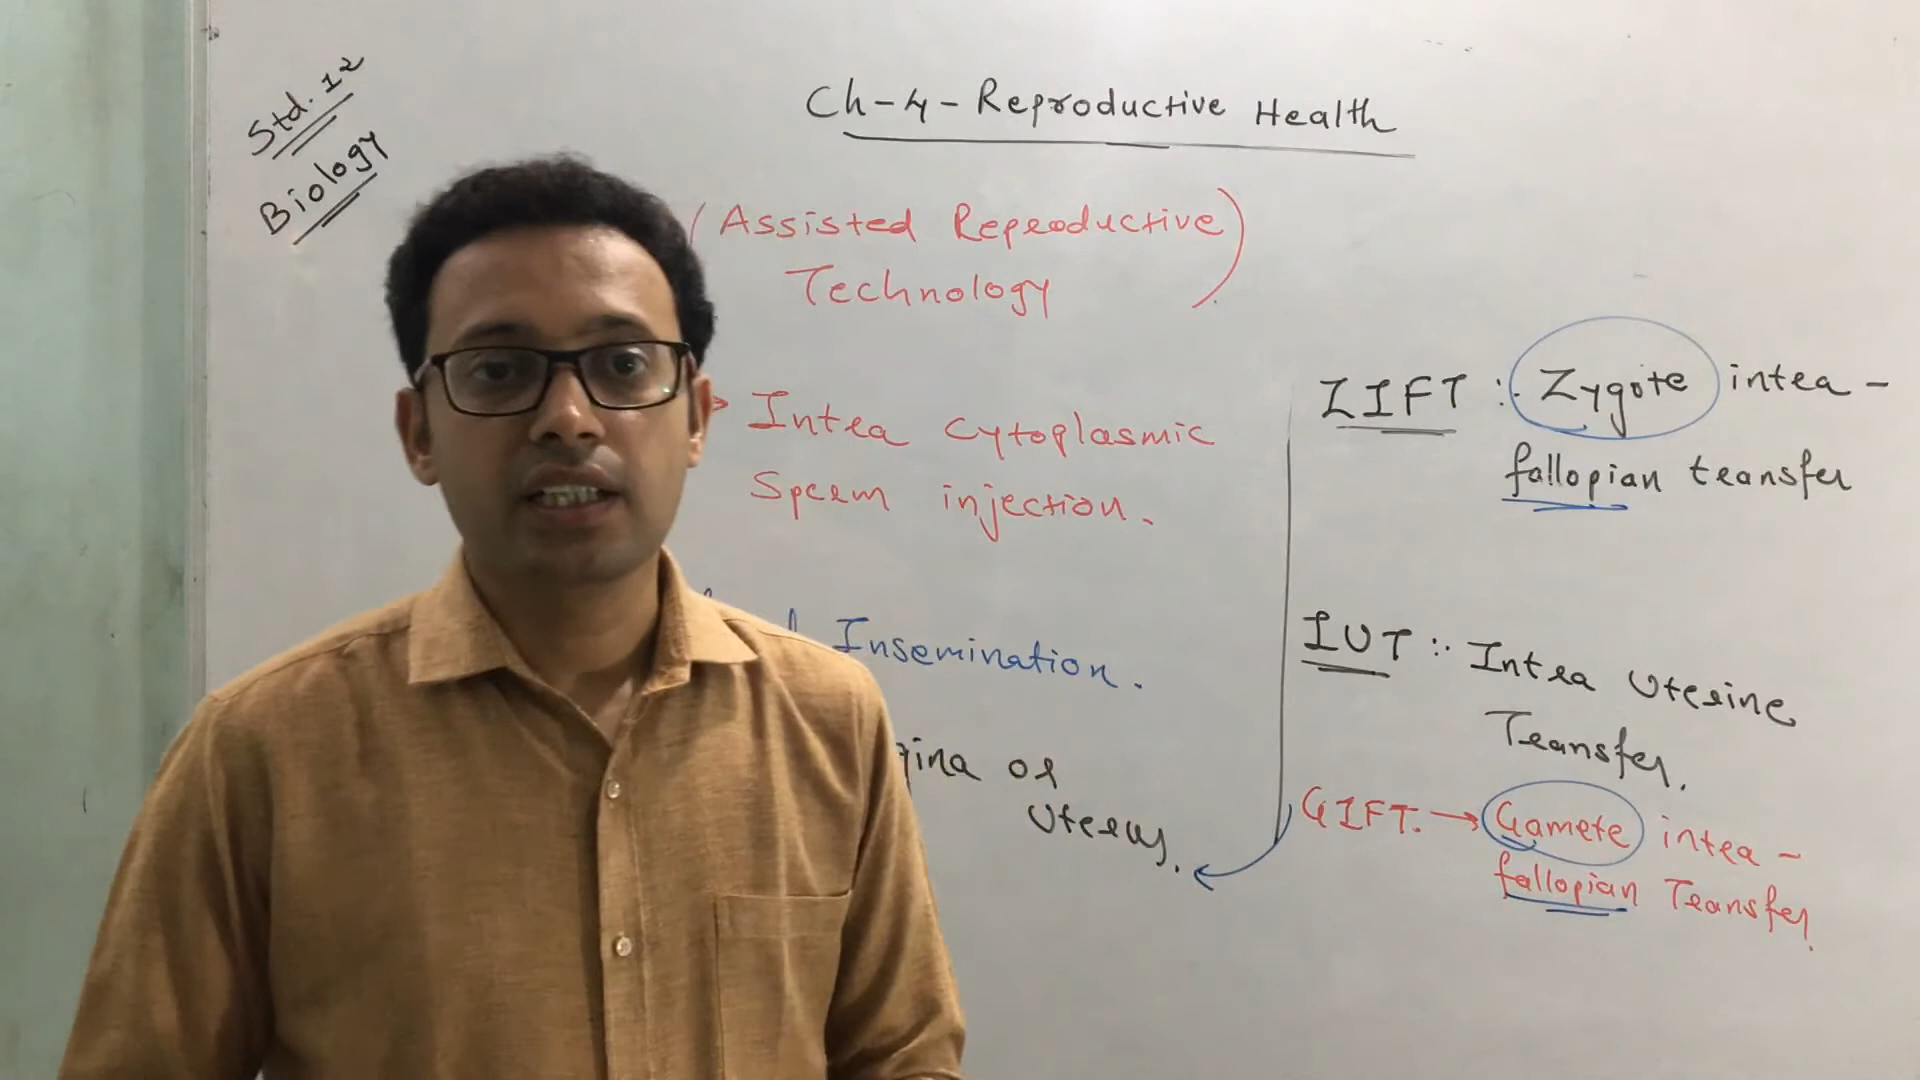 Std. 12
Biology
Ch-4-Reproductive Health
(Assisted Reproductive
Technology)
Intra Cytoplasmic
Sperm injection.
Insemination.
or
Uterus.
ZIFT :- Zygote intra-
fallopian transfer
IUT :- Intra Uterine
Transfer.
GIFT. → Gamete intra-
fallopian Transfer